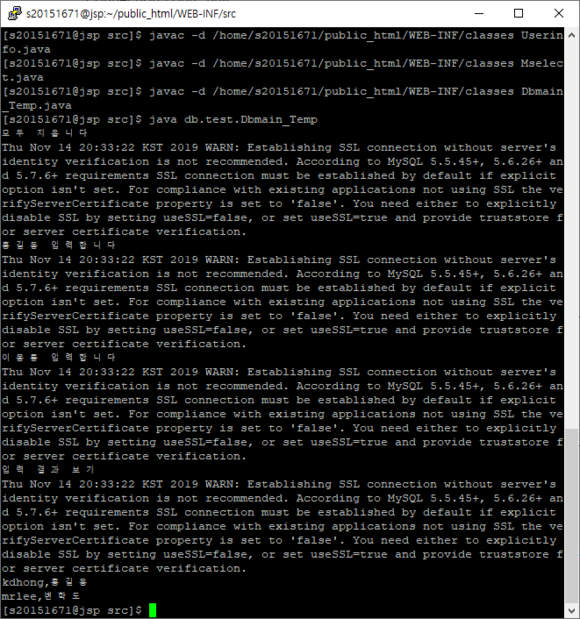 s20151671@jsp:~/public_html/WEB-INF/src
[s20151671@jsp src]$ javac -d /home/s20151671/public_html/WEB-INF/classes Userin
fo.java
[s20151671@jsp src]$ javac -d /home/s20151671/public_html/WEB-INF/classes Mselec
t.java
[s20151671@jsp src]$ javac -d /home/s20151671/public_html/WEB-INF/classes Dbmain
_Temp.java
[s20151671@jsp src]$ java db.test.Dbmain_Temp
모두 지웁니다
Thu Nov 14 20:33:22 KST 2019 WARN: Establishing SSL connection without server's
identity verification is not recommended. According to MySQL 5.5.45+, 5.6.26+ an
d 5.7.6+ requirements SSL connection must be established by default if explicit
option isn't set. For compliance with existing applications not using SSL the ve
rifyServerCertificate property is set to 'false'. You need either to explicitly
disable SSL by setting useSSL=false, or set useSSL=true and provide truststore f
or server certificate verification.
홍길동 입력합니다
Thu Nov 14 20:33:22 KST 2019 WARN: Establishing SSL connection without server's
identity verification is not recommended. According to MySQL 5.5.45+, 5.6.26+ an
d 5.7.6+ requirements SSL connection must be established by default if explicit
option isn't set. For compliance with existing applications not using SSL the ve
rifyServerCertificate property is set to 'false'. You need either to explicitly
disable SSL by setting useSSL=false, or set useSSL=true and provide truststore f
or server certificate verification.
이몽룡 입력합니다
Thu Nov 14 20:33:22 KST 2019 WARN: Establishing SSL connection without server's
identity verification is not recommended. According to MySQL 5.5.45+, 5.6.26+ an
d 5.7.6+ requirements SSL connection must be established by default if explicit
option isn't set. For compliance with existing applications not using SSL the ve
rifyServerCertificate property is set to 'false'. You need either to explicitly
disable SSL by setting useSSL=false, or set useSSL=true and provide truststore f
or server certificate verification.
입력 결과 보기
Thu Nov 14 20:33:22 KST 2019 WARN: Establishing SSL connection without server's
identity verification is not recommended. According to MySQL 5.5.45+, 5.6.26+ an
d 5.7.6+ requirements SSL connection must be established by default if explicit
option isn't set. For compliance with existing applications not using SSL the ve
rifyServerCertificate property is set to 'false'. You need either to explicitly
disable SSL by setting useSSL=false, or set useSSL=true and provide truststore f
or server certificate verification.
kdhong,홍길동
mrlee,변학도
[s20151671@jsp src]$